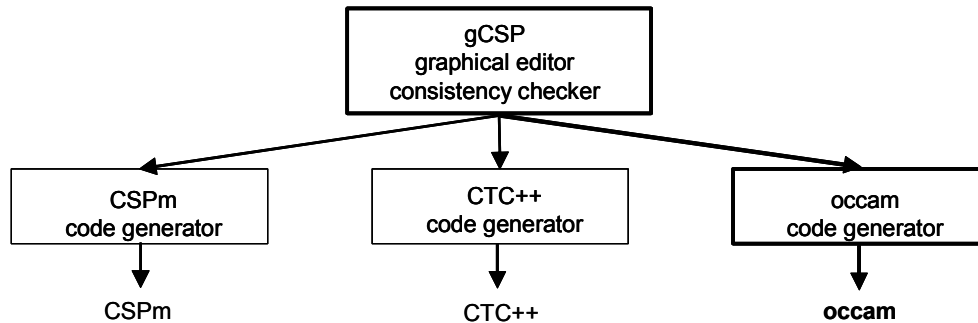 gCSP
graphical editor
consistency checker
CSPm
code generator
CTC++
code generator
occam
code generator
CSPm
CTC++
occam